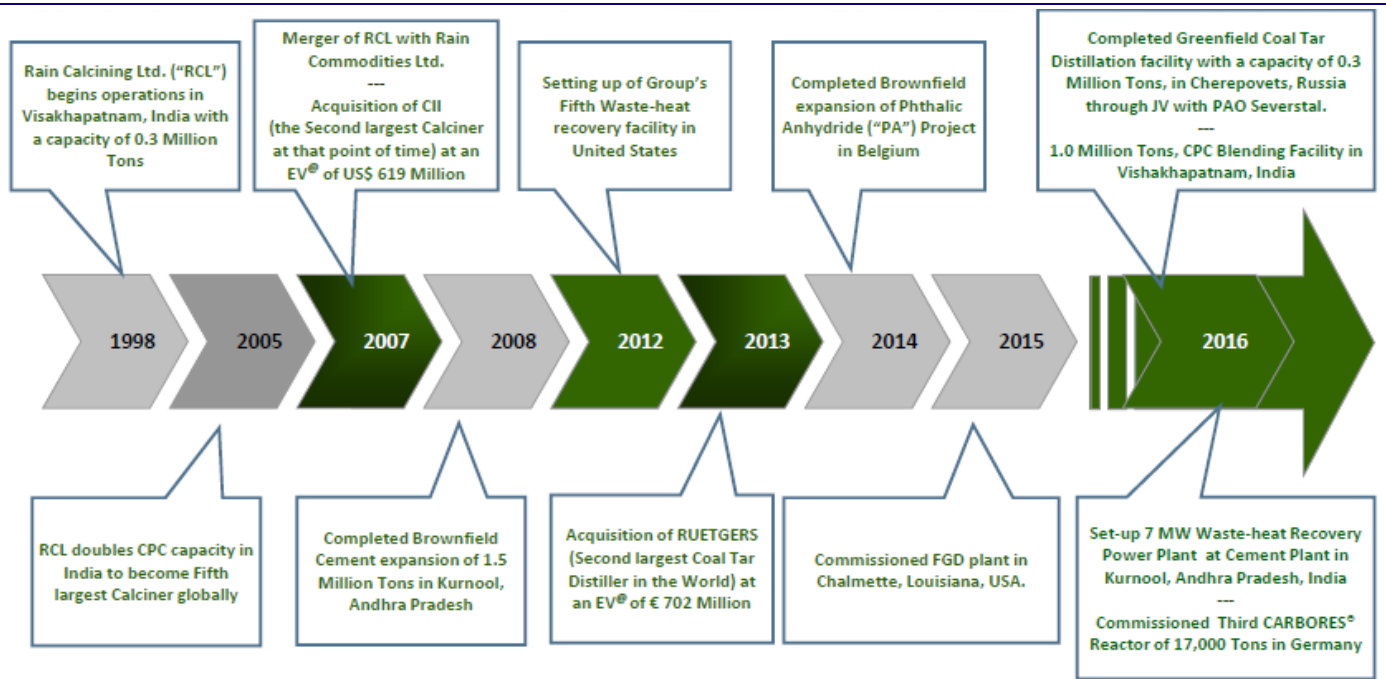 Rain Calcining Ltd. ("RCL")
begins operations in
Visakhapatnam, India with
a capacity of 0.3 Million
Tons
Merger of RCL with Rain
Commodities Ltd.
---
Acquisition of CII
(the Second largest Calciner
at that point of time) at an
EV@ of US$ 619 Million
Setting up of Group's
Fifth Waste-heat
recovery facility in
United States
Completed Brownfield
expansion of Phthalic
Anhydride ("PA") Project
in Belgium
Completed Greenfield Coal Tar
Distillation facility with a capacity of 0.3
Million Tons, in Cherepovets, Russia
through JV with PAO Severstal.
---
1.0 Million Tons, CPC Blending Facility in
Vishakhapatnam, India
1998
2005
2007
2008
2012
2013
2014
2015
2016
RCL doubles CPC capacity in
India to become Fifth
largest Calciner globally
Completed Brownfield
Cement expansion of 1.5
Million Tons in Kurnool,
Andhra Pradesh
Acquisition of RUETGERS
(Second largest Coal Tar
Distiller in the World) at
an EV@ of € 702 Million
Commissioned FGD plant in
Chalmette, Louisiana, USA.
Set-up 7 MW Waste-heat Recovery
Power Plant at Cement Plant in
Kurnool, Andhra Pradesh, India
---
Commissioned Third CARBORES®
Reactor of 17,000 Tons in Germany